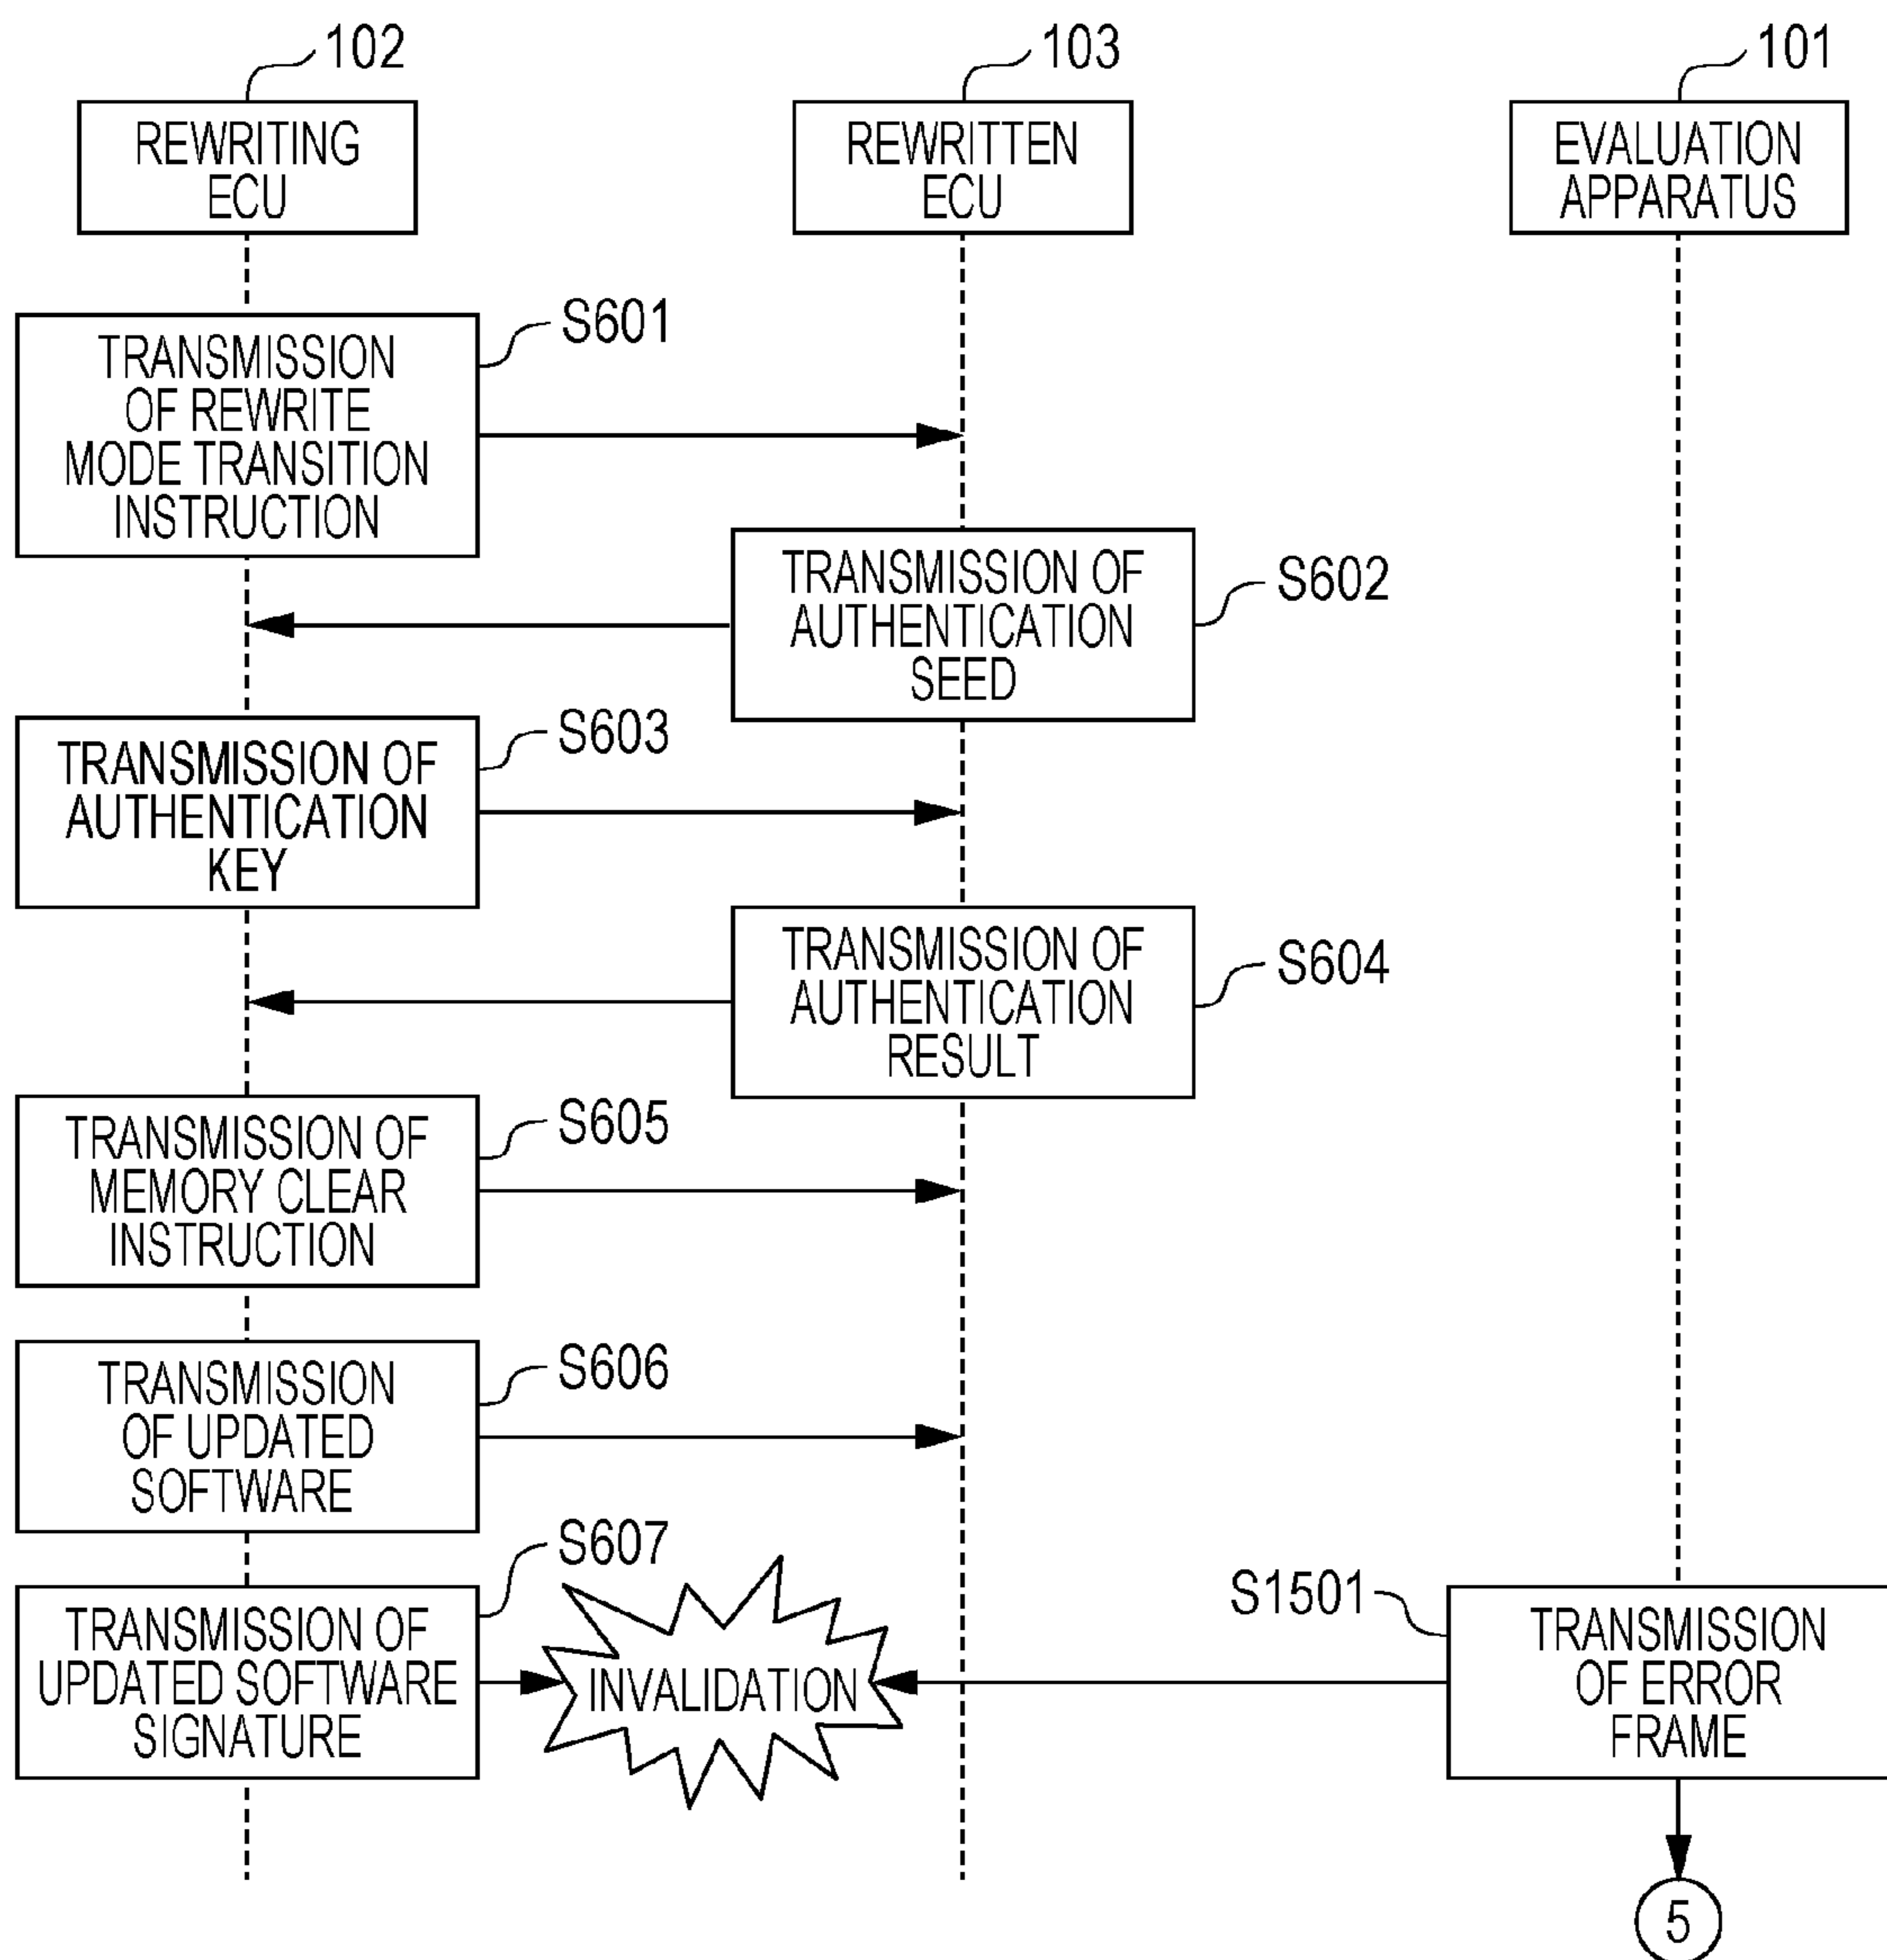 102
103
101
REWRITING
ECU
REWRITTEN
ECU
EVALUATION
APPARATUS
S601
TRANSMISSION
OF REWRITE
MODE TRANSITION
INSTRUCTION
S602
TRANSMISSION OF
AUTHENTICATION
SEED
S603
TRANSMISSION OF
AUTHENTICATION
KEY
S604
TRANSMISSION OF
AUTHENTICATION
RESULT
S605
TRANSMISSION OF
MEMORY CLEAR
INSTRUCTION
S606
TRANSMISSION
OF UPDATED
SOFTWARE
S607
TRANSMISSION OF
UPDATED SOFTWARE
SIGNATURE
INVALIDATION
S1501
TRANSMISSION
OF ERROR
FRAME
5